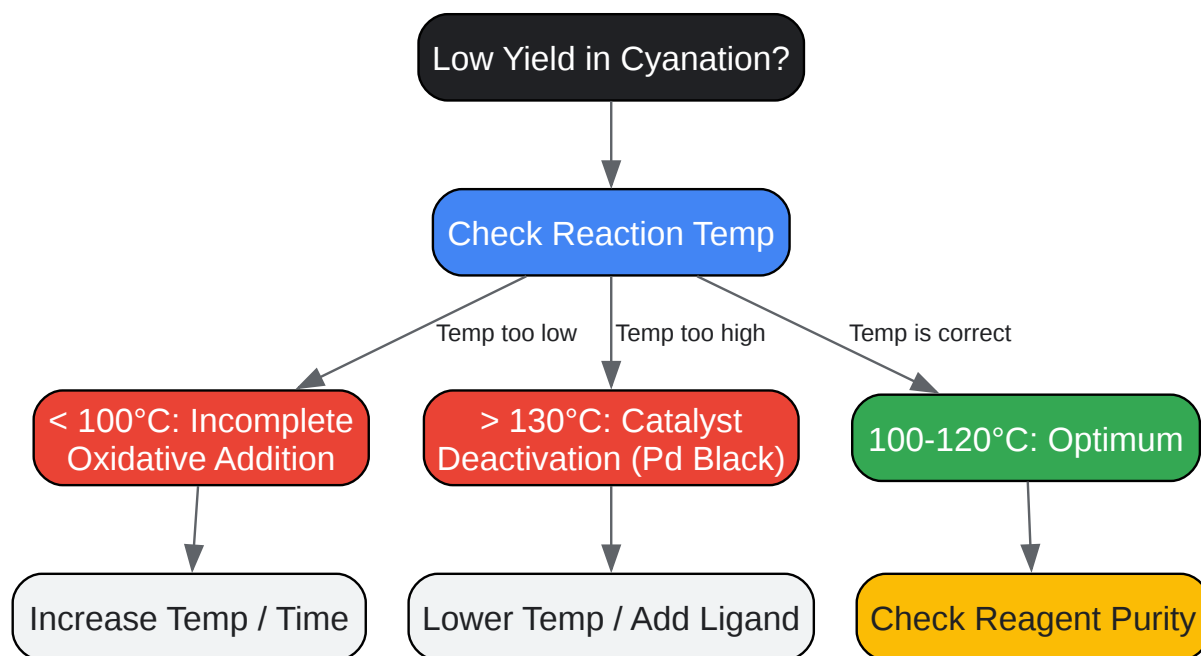 Low Yield in Cyanation?
Check Reaction Temp
Temp too low
Temp too high
Temp is correct
< 100°C: Incomplete
Oxidative Addition
> 130°C: Catalyst
Deactivation (Pd Black)
100-120°C: Optimum
Increase Temp / Time
Lower Temp / Add Ligand
Check Reagent Purity